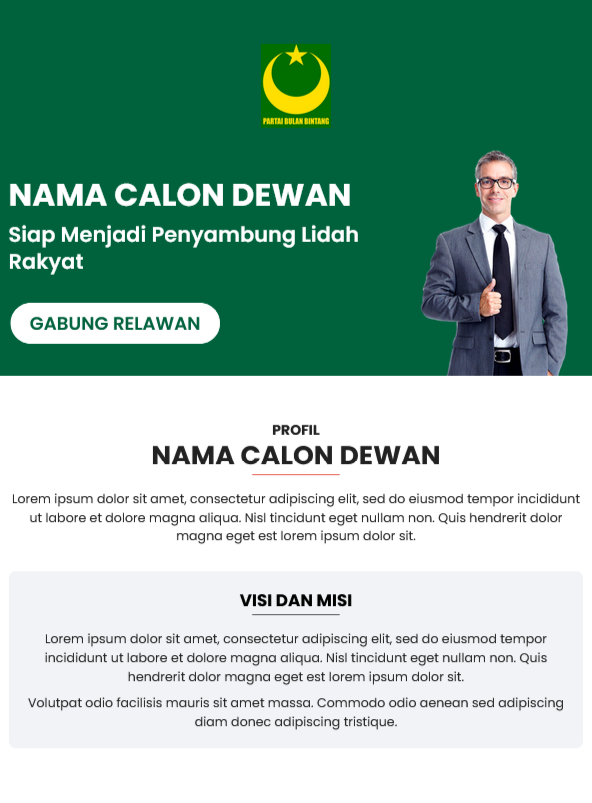 PARTAI BULAN BINTANG
NAMA CALON DEWAN
Siap Menjadi Penyambung Lidah
Rakyat
GABUNG RELAWAN
PROFIL
NAMA CALON DEWAN
Lorem ipsum dolor sit amet, consectetur adipiscing elit, sed do eiusmod tempor incididunt
ut labore et dolore magna aliqua. Nisl tincidunt eget nullam non. Quis hendrerit dolor
magna eget est lorem ipsum dolor sit.
VISI DAN MISI
Lorem ipsum dolor sit amet, consectetur adipiscing elit, sed do eiusmod tempor
incididunt ut labore et dolore magna aliqua. Nisl tincidunt eget nullam non. Quis
hendrerit dolor magna eget est lorem ipsum dolor sit.
Volutpat odio facilisis mauris sit amet massa. Commodo odio aenean sed adipiscing
diam donec adipiscing tristique.